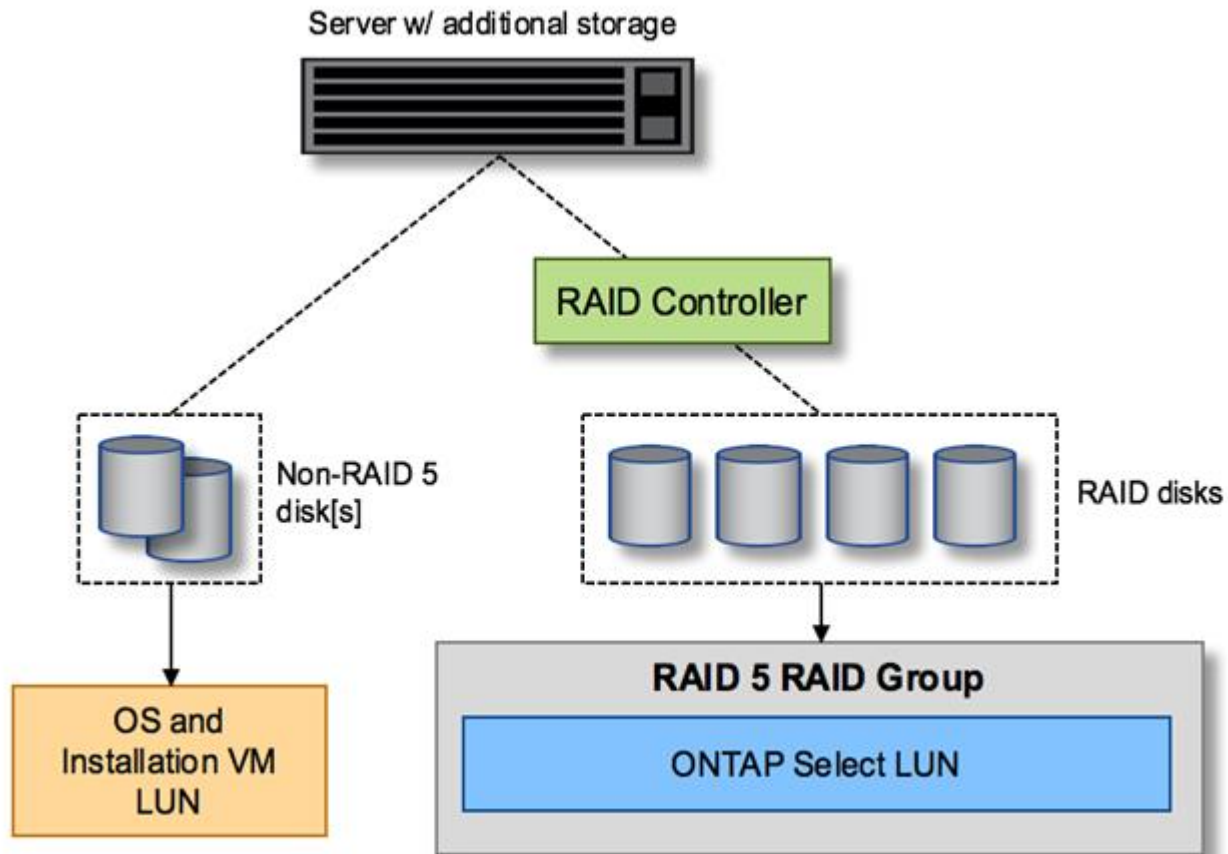 Server w/ additional storage
RAID Controller
Non-RAID 5
disk[s]
RAID disks
OS and
Installation VM
LUN
RAID 5 RAID Group
ONTAP Select LUN